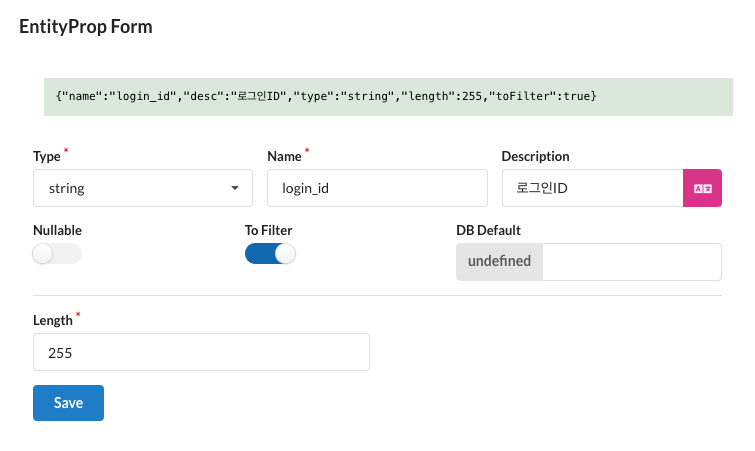 EntityProp Form
{"name":"login_id","desc":"로그인ID","type":"string","length":255,"toFilter":true}
Type * Name * Description
string login_id 로그인ID
Nullable To Filter DB Default
undefined
Length *
255
Save